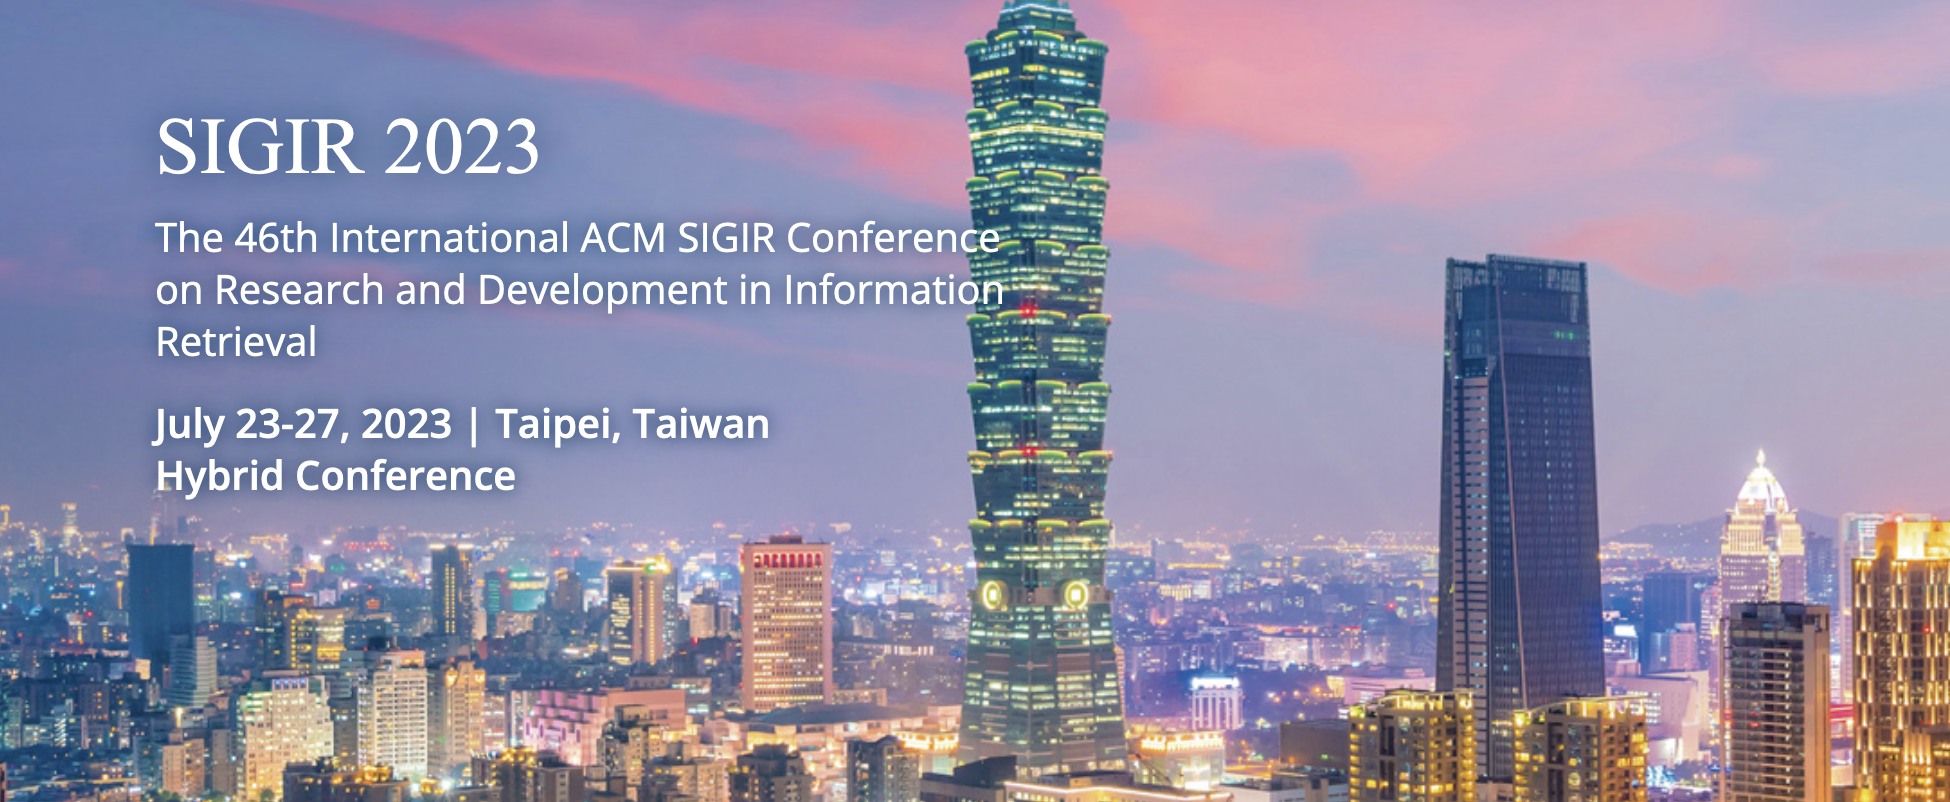 SIGIR 2023
The 46th International ACM SIGIR Conference
on Research and Development in Information
Retrieval
July 23-27, 2023 | Taipei, Taiwan
Hybrid Conference